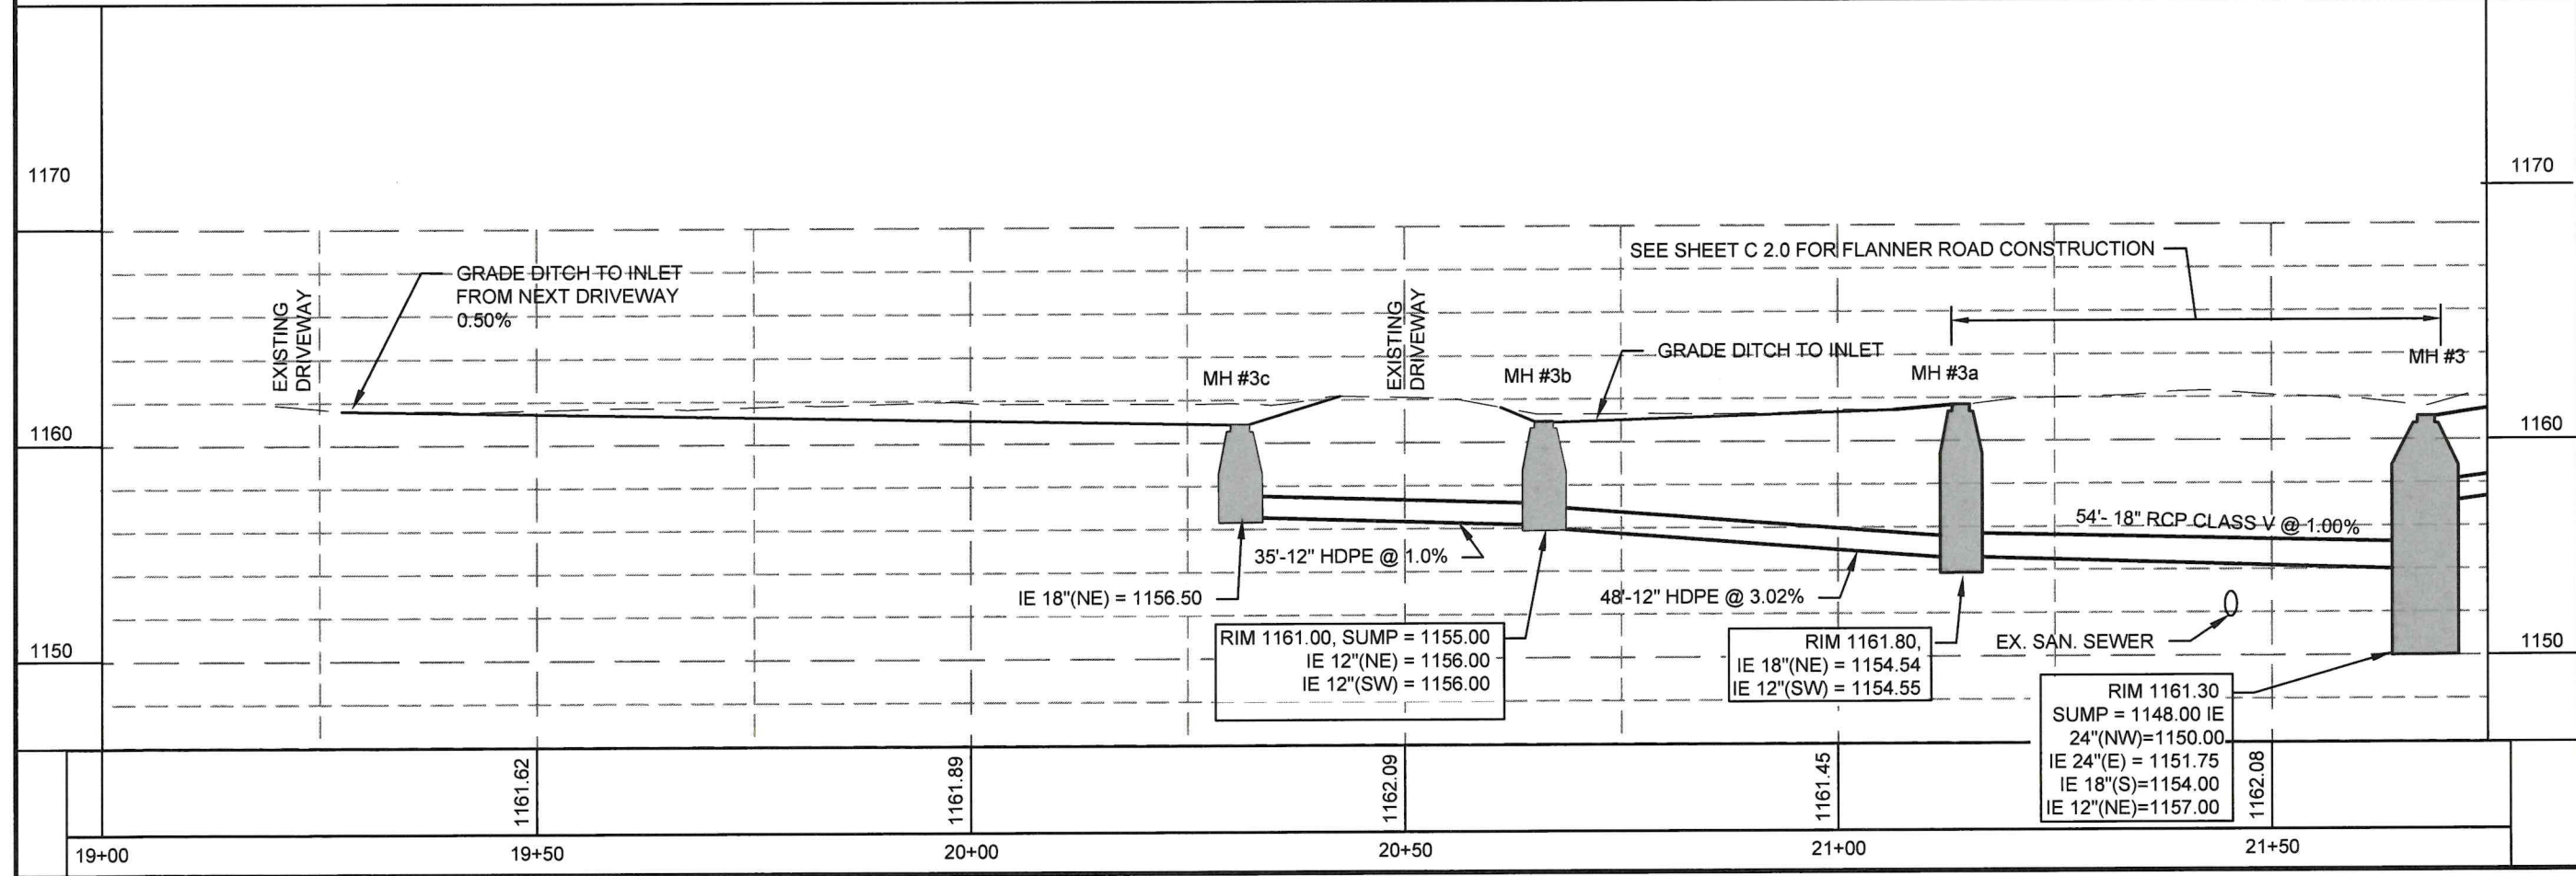 1170
1170
SEE SHEET C 2.0 FOR FLANNER ROAD CONSTRUCTION
GRADE DITCH TO INLET
FROM NEXT DRIVEWAY
0.50%
EXISTING
DRIVEWAY
EXISTING
DRIVEWAY
GRADE DITCH TO INLET
MH #3c
MH #3b
MH #3a
MH #3
1160
1160
54'- 18" RCP CLASS V @ 1.00%
35'-12" HDPE @ 1.0%
48'-12" HDPE @ 3.02%
IE 18"(NE) = 1156.50
RIM 1161.00, SUMP = 1155.00
IE 12"(NE) = 1156.00
IE 12"(SW) = 1156.00
RIM 1161.80,
IE 18"(NE) = 1154.54
IE 12"(SW) = 1154.55
EX. SAN. SEWER
1150
1150
RIM 1161.30
SUMP = 1148.00 IE
24"(NW)=1150.00
IE 24"(E) = 1151.75
IE 18"(S)=1154.00
IE 12"(NE)=1157.00
1161.62
1161.89
1162.09
1161.45
1162.08
19+00
19+50
20+00
20+50
21+00
21+50